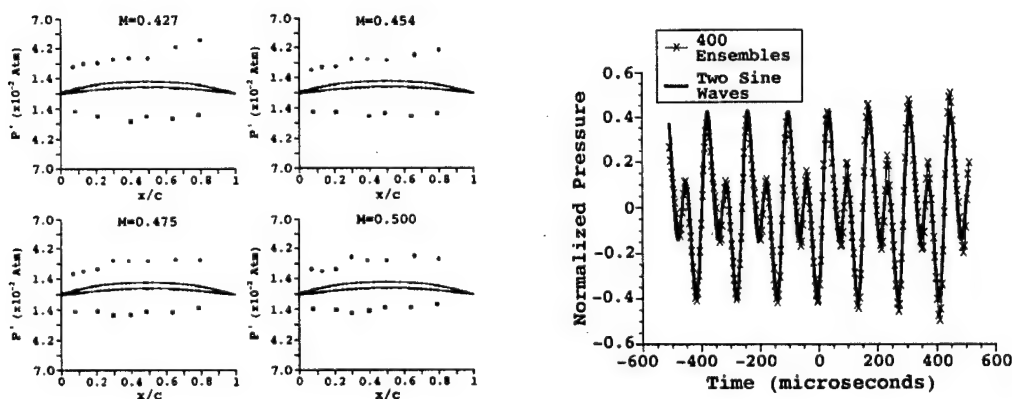 M=0.427
7.0
4.2
1.4
1.4
4.2
7.0
P' (x10⁻² Atm)
0 0.2 0.4 0.6 0.8 1
x/c
M=0.454
7.0
4.2
1.4
1.4
4.2
7.0
P' (x10⁻² Atm)
0 0.2 0.4 0.6 0.8 1
x/c
M=0.475
7.0
4.2
1.4
1.4
4.2
7.0
P' (x10⁻² Atm)
0 0.2 0.4 0.6 0.8 1
x/c
M=0.500
7.0
4.2
1.4
1.4
4.2
7.0
P' (x10⁻² Atm)
0 0.2 0.4 0.6 0.8 1
x/c
400
Ensembles
Two Sine
Waves
0.6
0.4
0.2
0
-0.2
-0.4
-0.6
Normalized Pressure
-600 -400 -200 0 200 400 600
Time (microseconds)